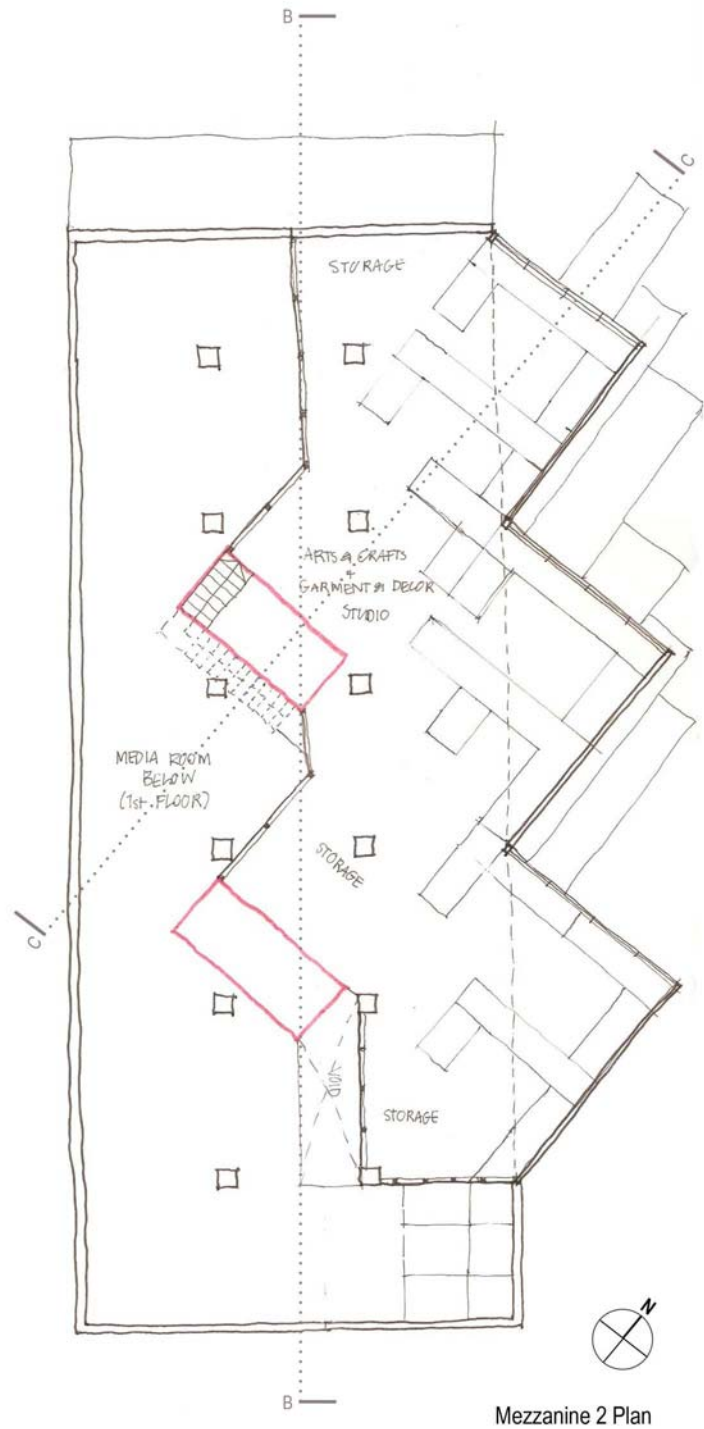 B
C
STORAGE
ARTS & CRAFTS
+
GARMENT & DECOR
STUDIO
MEDIA ROOM
BELOW
(1st. FLOOR)
STORAGE
C
VOID
STORAGE
N
B
Mezzanine 2 Plan